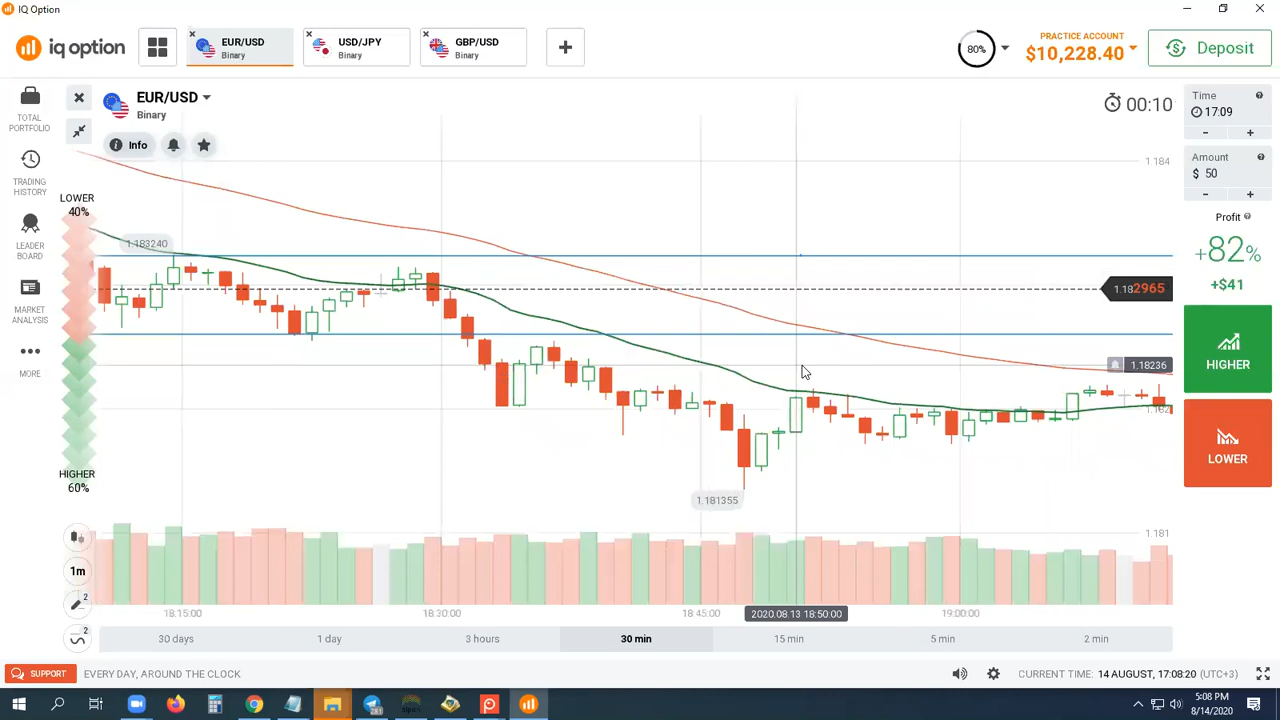 IQ Option
iq option
EUR/USD
Binary
USD/JPY
Binary
GBP/USD
Binary
80%
PRACTICE ACCOUNT
$10,228.40
Deposit
TOTAL
PORTFOLIO
TRADING
HISTORY
LEADER
BOARD
MARKET
ANALYSIS
MORE
EUR/USD
Binary
Info
00:10
LOWER
40%
HIGHER
60%
1.183240
1.181355
1.184
1.182965
1.18236
1.182
1.181
Time
17:09
- +
Amount
$ 50
- +
Profit
+82%
+$41
HIGHER
LOWER
1m
2
2
18:15:00
18:30:00
18:45:00
2020.08.13 18:50:00
19:00:00
30 days
1 day
3 hours
30 min
15 min
5 min
2 min
SUPPORT
EVERY DAY, AROUND THE CLOCK
CURRENT TIME: 14 AUGUST, 17:08:20 (UTC+3)
5:08 PM
8/14/2020